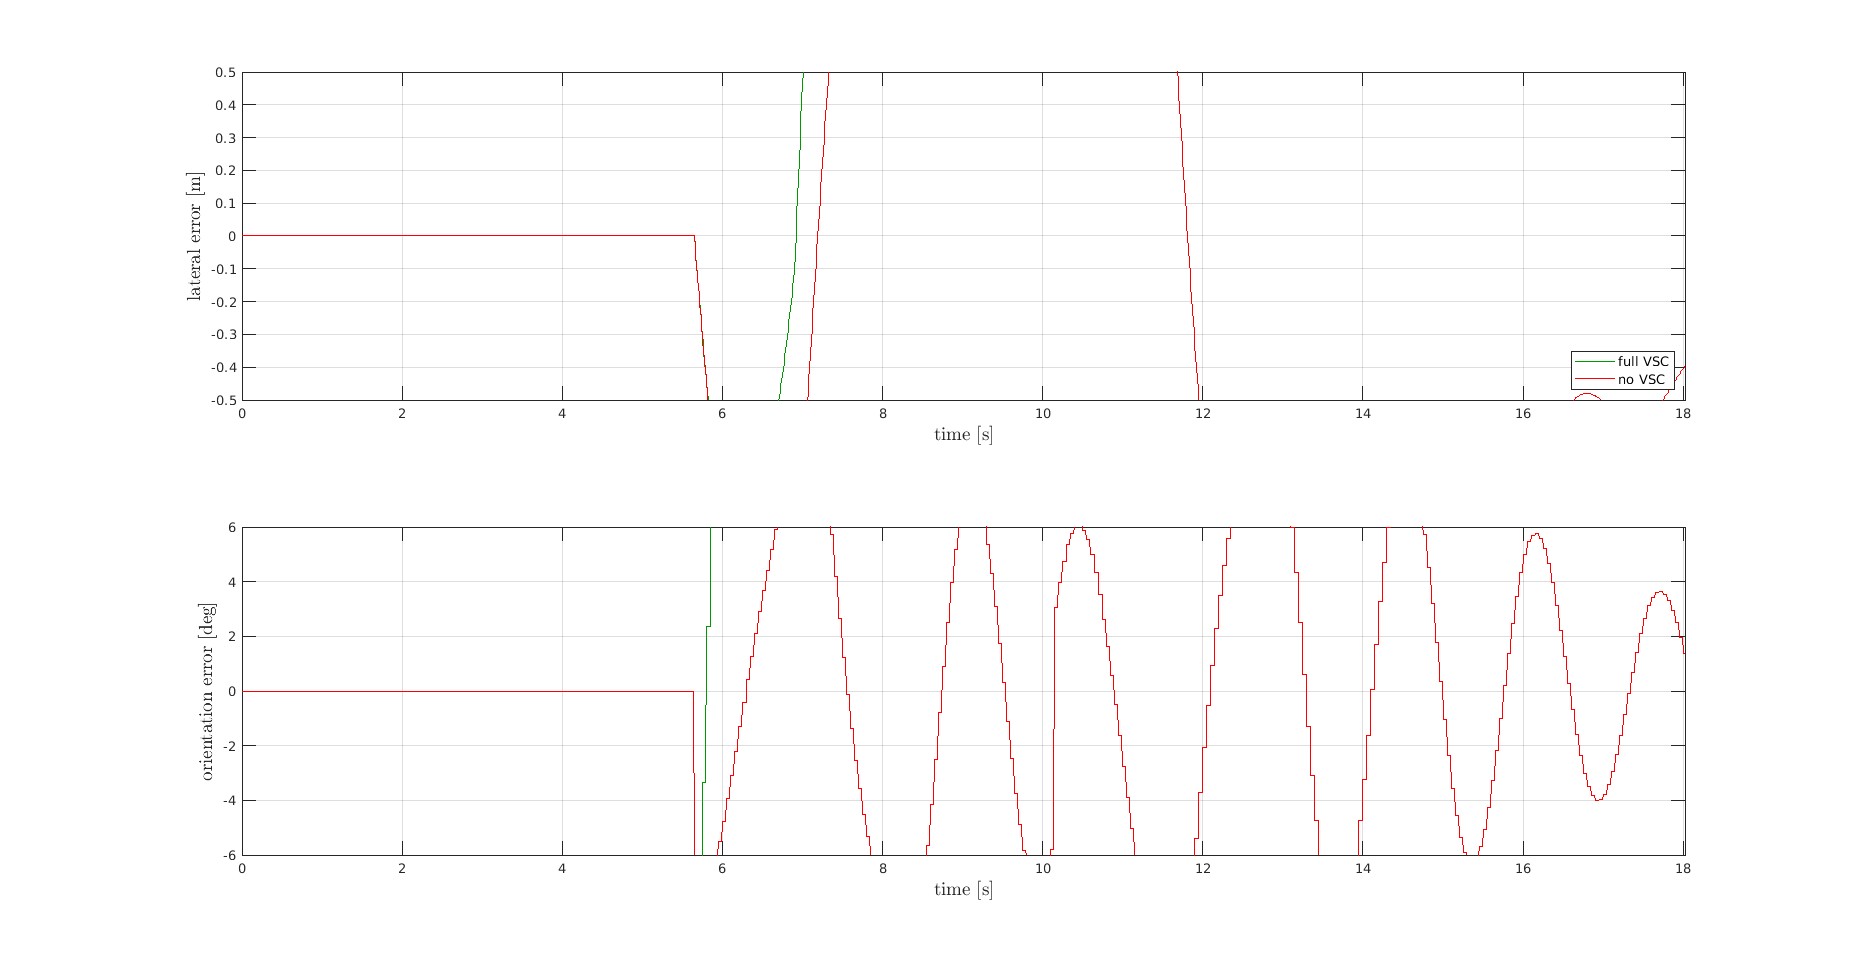 0.5
0.4
0.3
0.2
0.1
0
-0.1
-0.2
-0.3
-0.4
-0.5
lateral error [m]
full VSC
no VSC
0 2 4 6 8 10 12 14 16 18
time [s]
6
4
2
0
-2
-4
-6
orientation error [deg]
0 2 4 6 8 10 12 14 16 18
time [s]